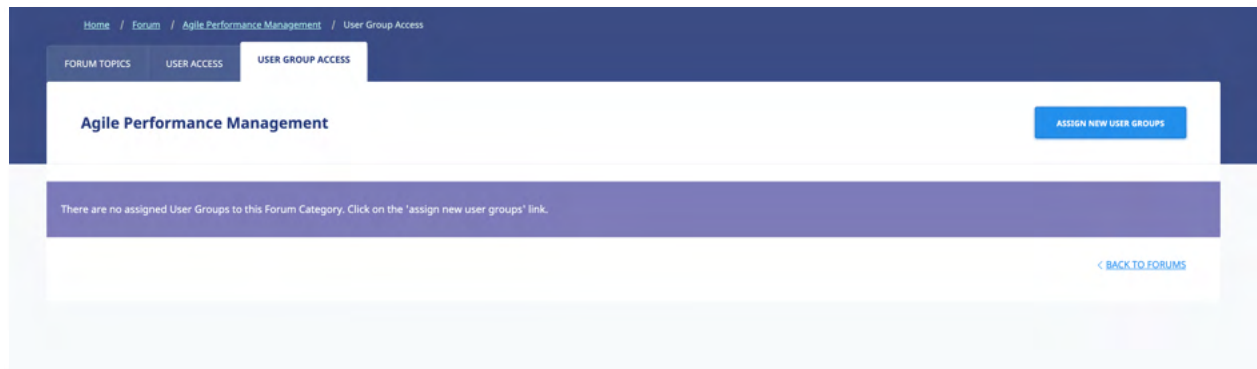 Home / Forum / Agile Performance Management / User Group Access
FORUM TOPICS USER ACCESS USER GROUP ACCESS
Agile Performance Management
ASSIGN NEW USER GROUPS
There are no assigned User Groups to this Forum Category. Click on the 'assign new user groups' link.
< BACK TO FORUMS